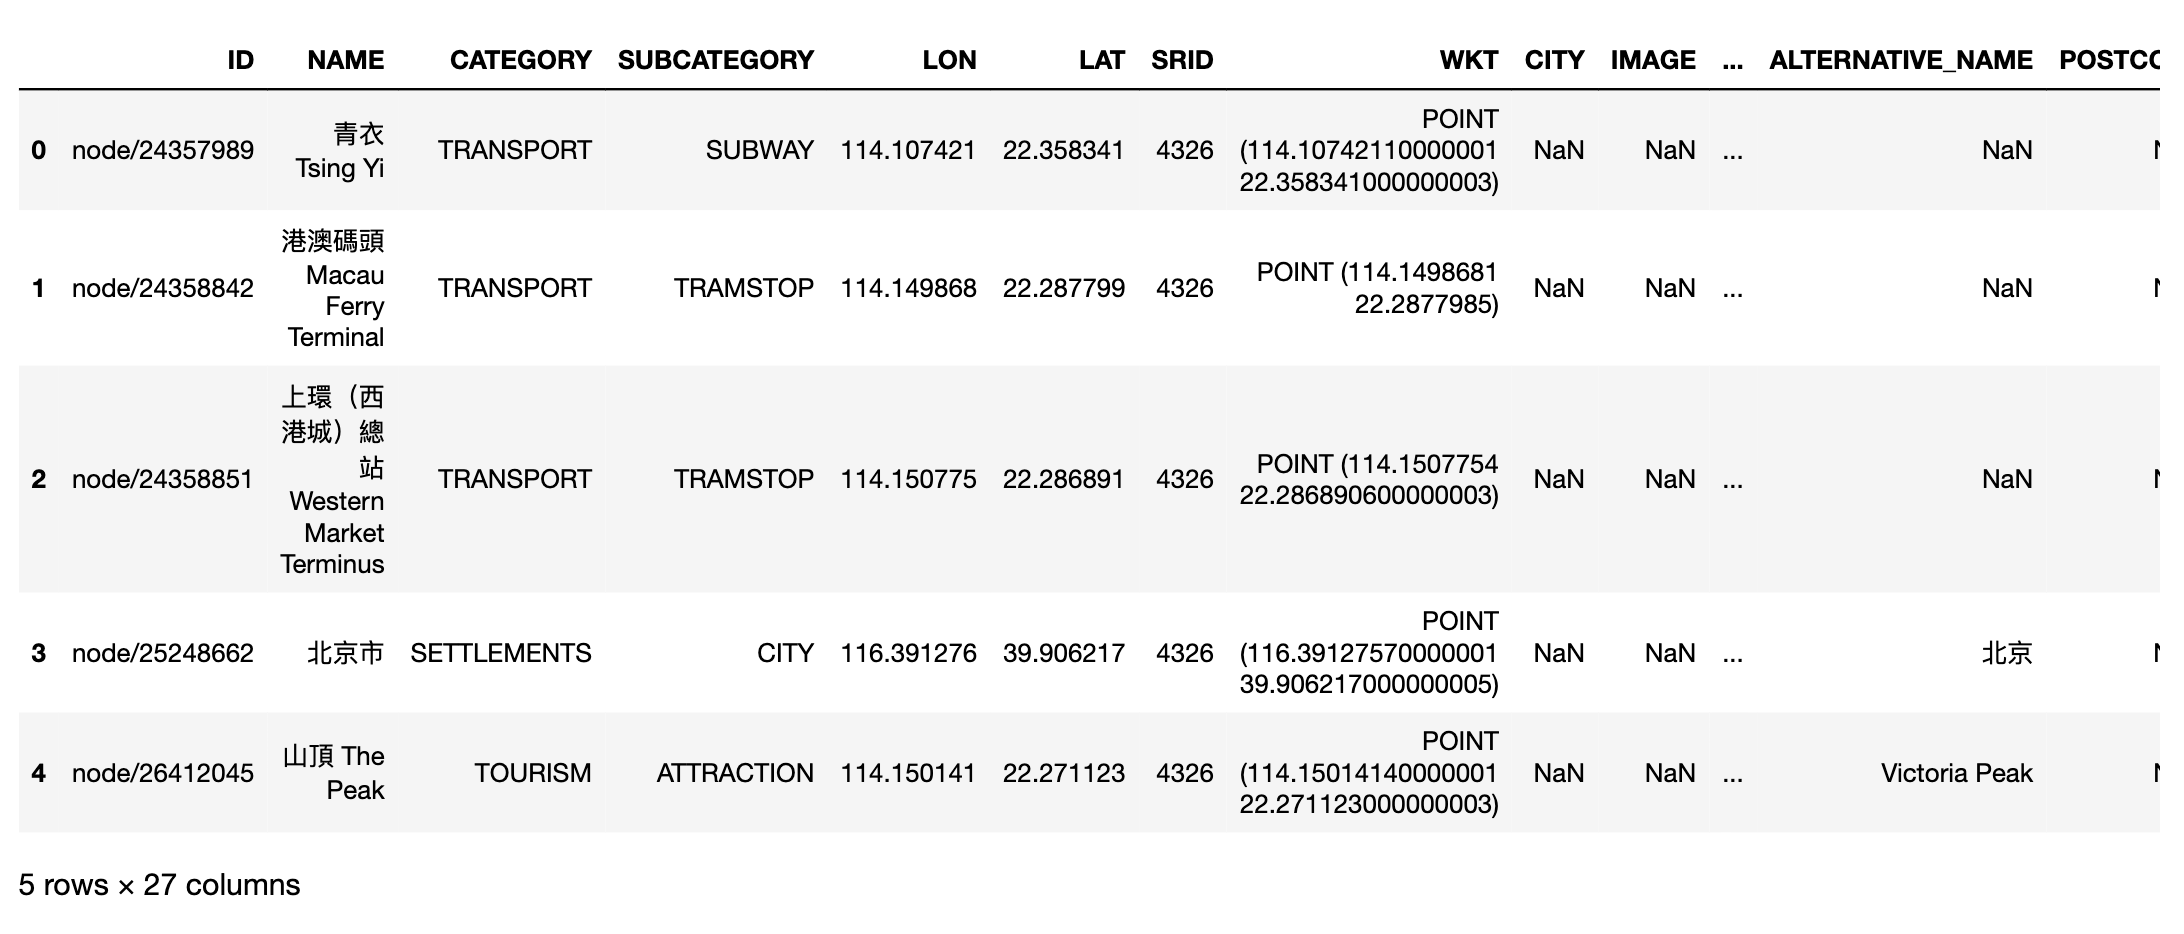 ID NAME CATEGORY SUBCATEGORY LON LAT SRID WKT CITY IMAGE ... ALTERNATIVE_NAME POSTCO
0 node/24357989 青衣 Tsing Yi TRANSPORT SUBWAY 114.107421 22.358341 4326 POINT (114.10742110000001 22.358341000000003) NaN NaN ... NaN N
1 node/24358842 港澳碼頭 Macau Ferry Terminal TRANSPORT TRAMSTOP 114.149868 22.287799 4326 POINT (114.1498681 22.2877985) NaN NaN ... NaN N
2 node/24358851 上環（西港城）總站 Western Market Terminus TRANSPORT TRAMSTOP 114.150775 22.286891 4326 POINT (114.1507754 22.286890600000003) NaN NaN ... NaN N
3 node/25248662 北京市 SETTLEMENTS CITY 116.391276 39.906217 4326 POINT (116.39127570000001 39.906217000000005) NaN NaN ... 北京 N
4 node/26412045 山頂 The Peak TOURISM ATTRACTION 114.150141 22.271123 4326 POINT (114.15014140000001 22.271123000000003) NaN NaN ... Victoria Peak N
5 rows × 27 columns